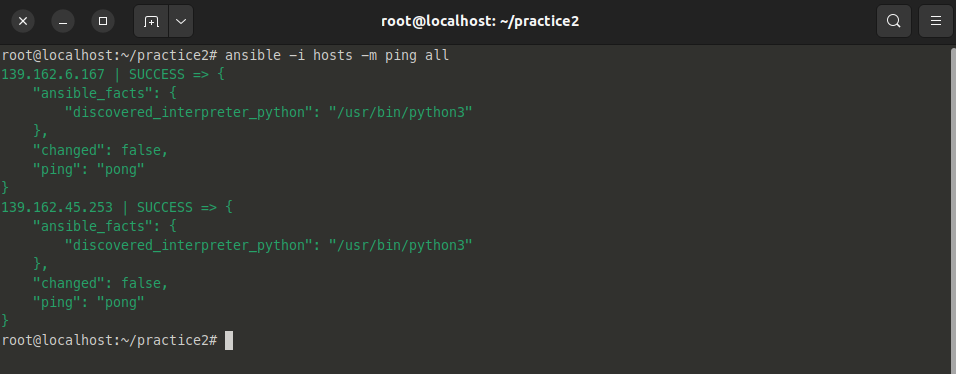 root@localhost: ~/practice2
root@localhost:~/practice2# ansible -i hosts -m ping all
139.162.6.167 | SUCCESS => {
    "ansible_facts": {
        "discovered_interpreter_python": "/usr/bin/python3"
    },
    "changed": false,
    "ping": "pong"
}
139.162.45.253 | SUCCESS => {
    "ansible_facts": {
        "discovered_interpreter_python": "/usr/bin/python3"
    },
    "changed": false,
    "ping": "pong"
}
root@localhost:~/practice2#